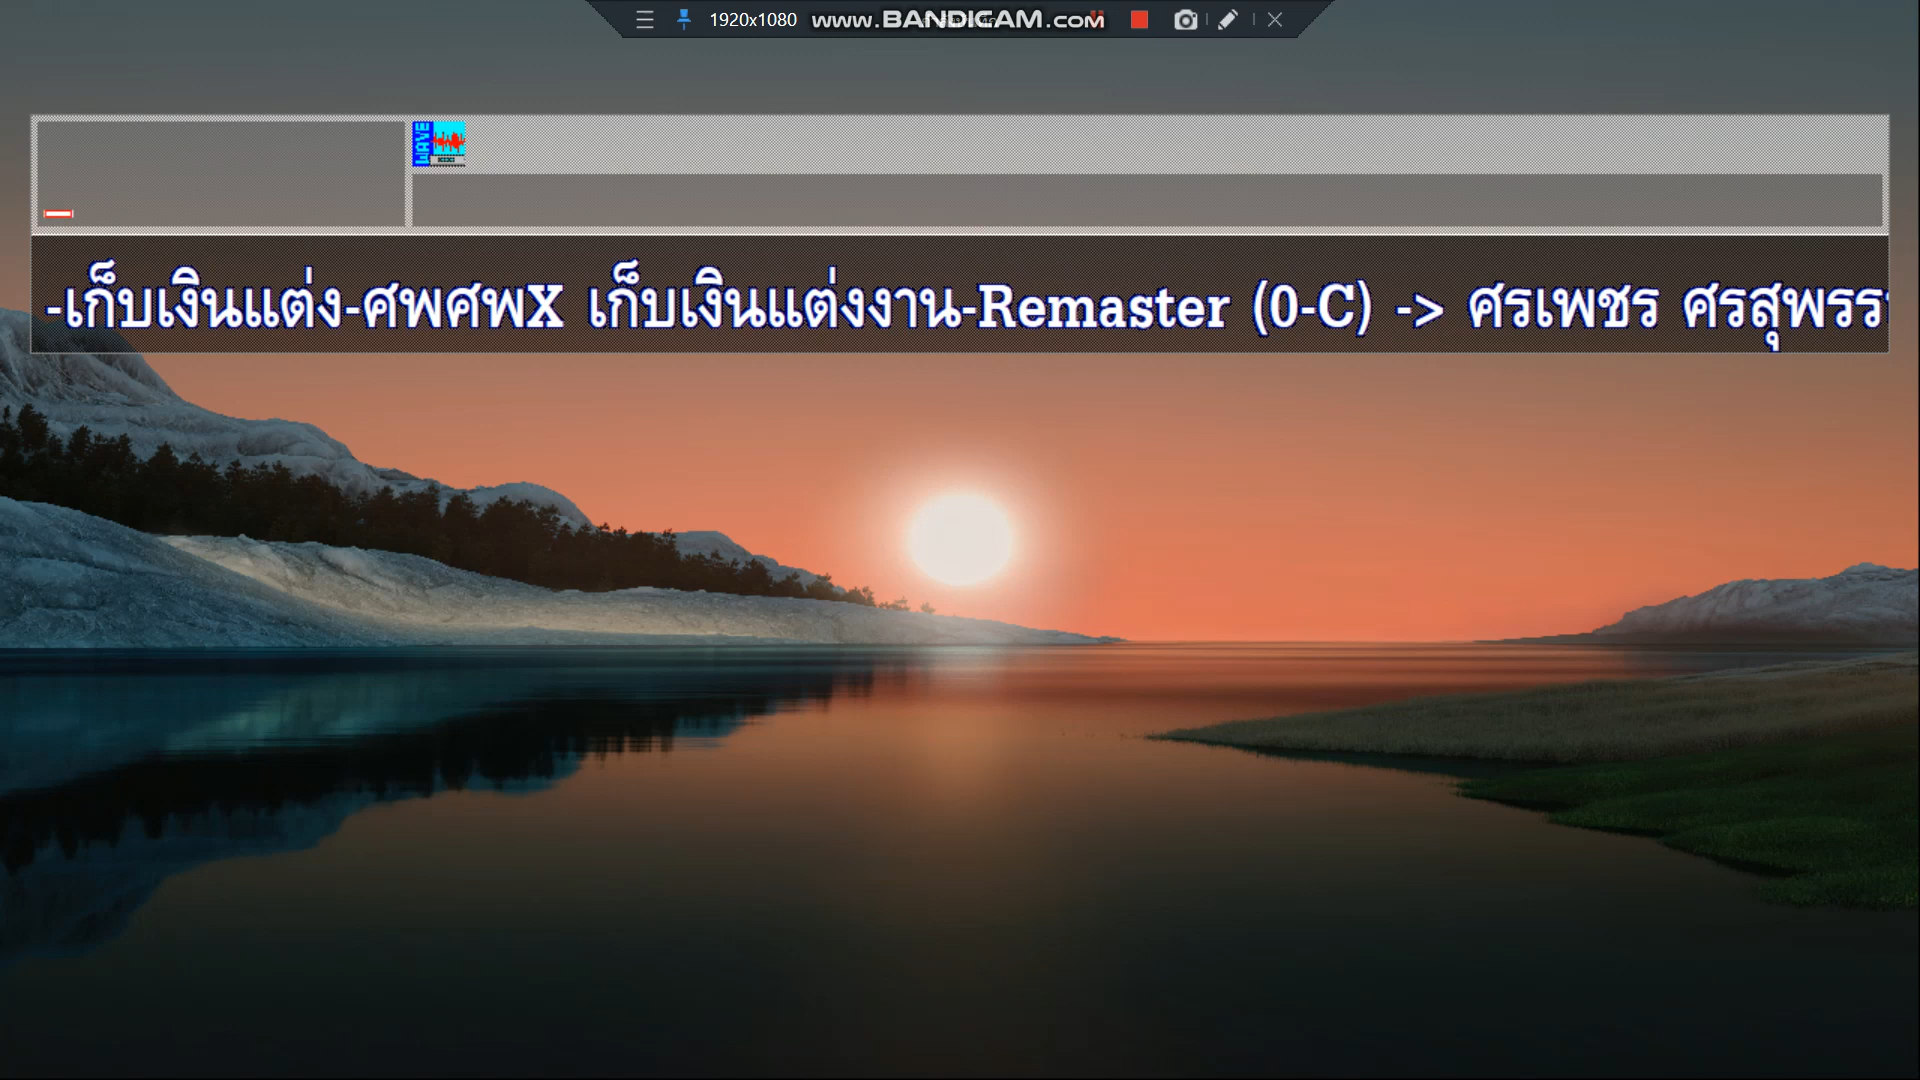 1920x1080 www.BANDICAM.com
WAVE
-เก็บเงินแต่ง-ศพศพX เก็บเงินแต่งงาน-Remaster (0-C) -> ศรเพชร ศรสุพรร